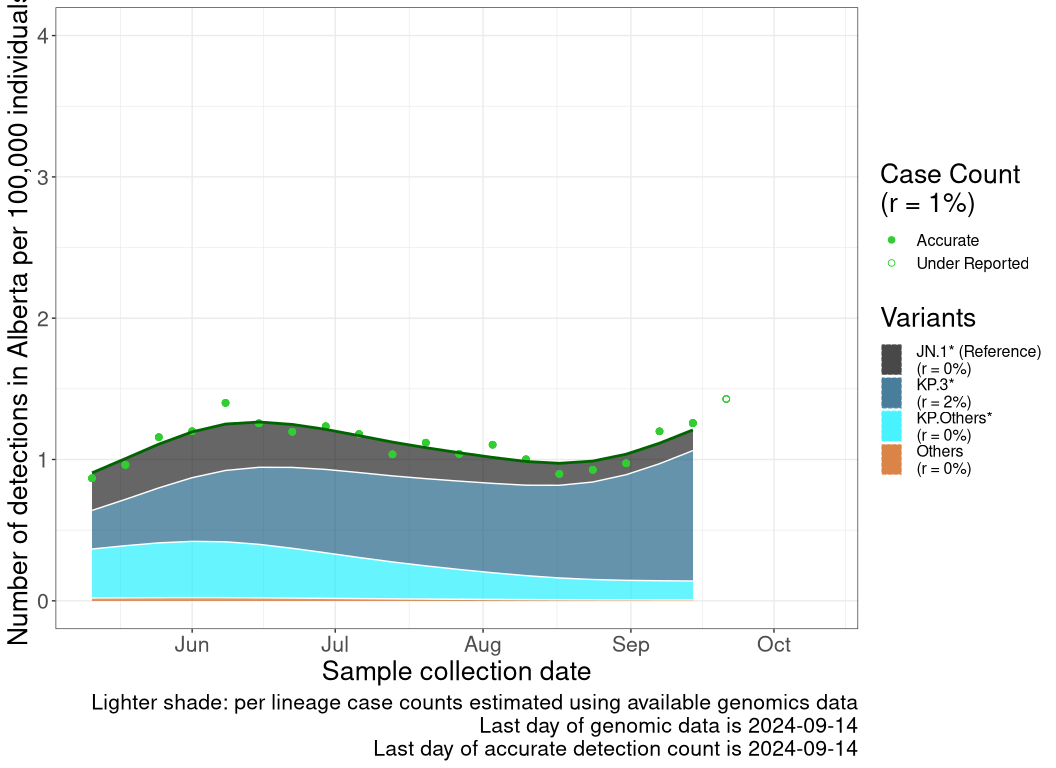 Number of detections in Alberta per 100,000 individuals
4
3
2
1
0
Jun
Jul
Aug
Sep
Oct
Sample collection date
Lighter shade: per lineage case counts estimated using available genomics data
Last day of genomic data is 2024-09-14
Last day of accurate detection count is 2024-09-14
Case Count
(r = 1%)
Accurate
Under Reported
Variants
JN.1* (Reference)
(r = 0%)
KP.3*
(r = 2%)
KP.Others*
(r = 0%)
Others
(r = 0%)